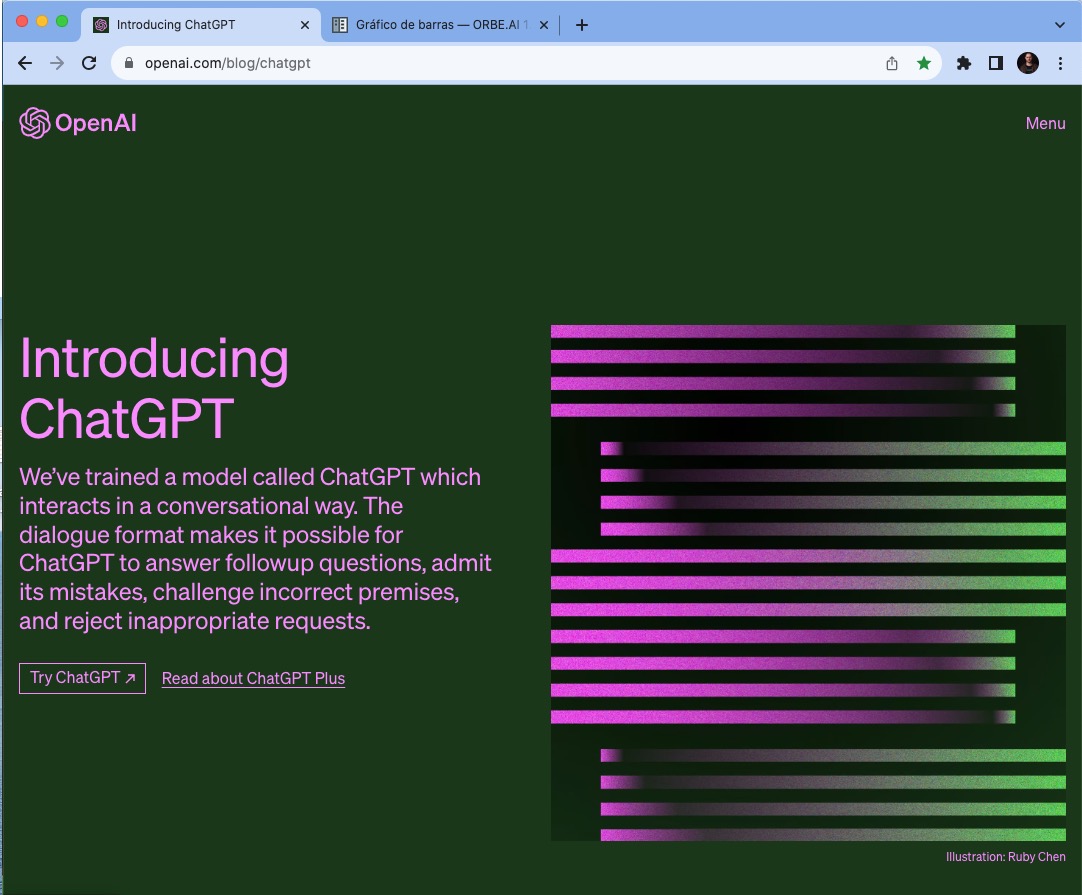 Introducing ChatGPT
Gráfico de barras — ORBE.AI
openai.com/blog/chatgpt
OpenAI
Menu
Introducing
ChatGPT
We’ve trained a model called ChatGPT which
interacts in a conversational way. The
dialogue format makes it possible for
ChatGPT to answer followup questions, admit
its mistakes, challenge incorrect premises,
and reject inappropriate requests.
Try ChatGPT ↗
Read about ChatGPT Plus
Illustration: Ruby Chen